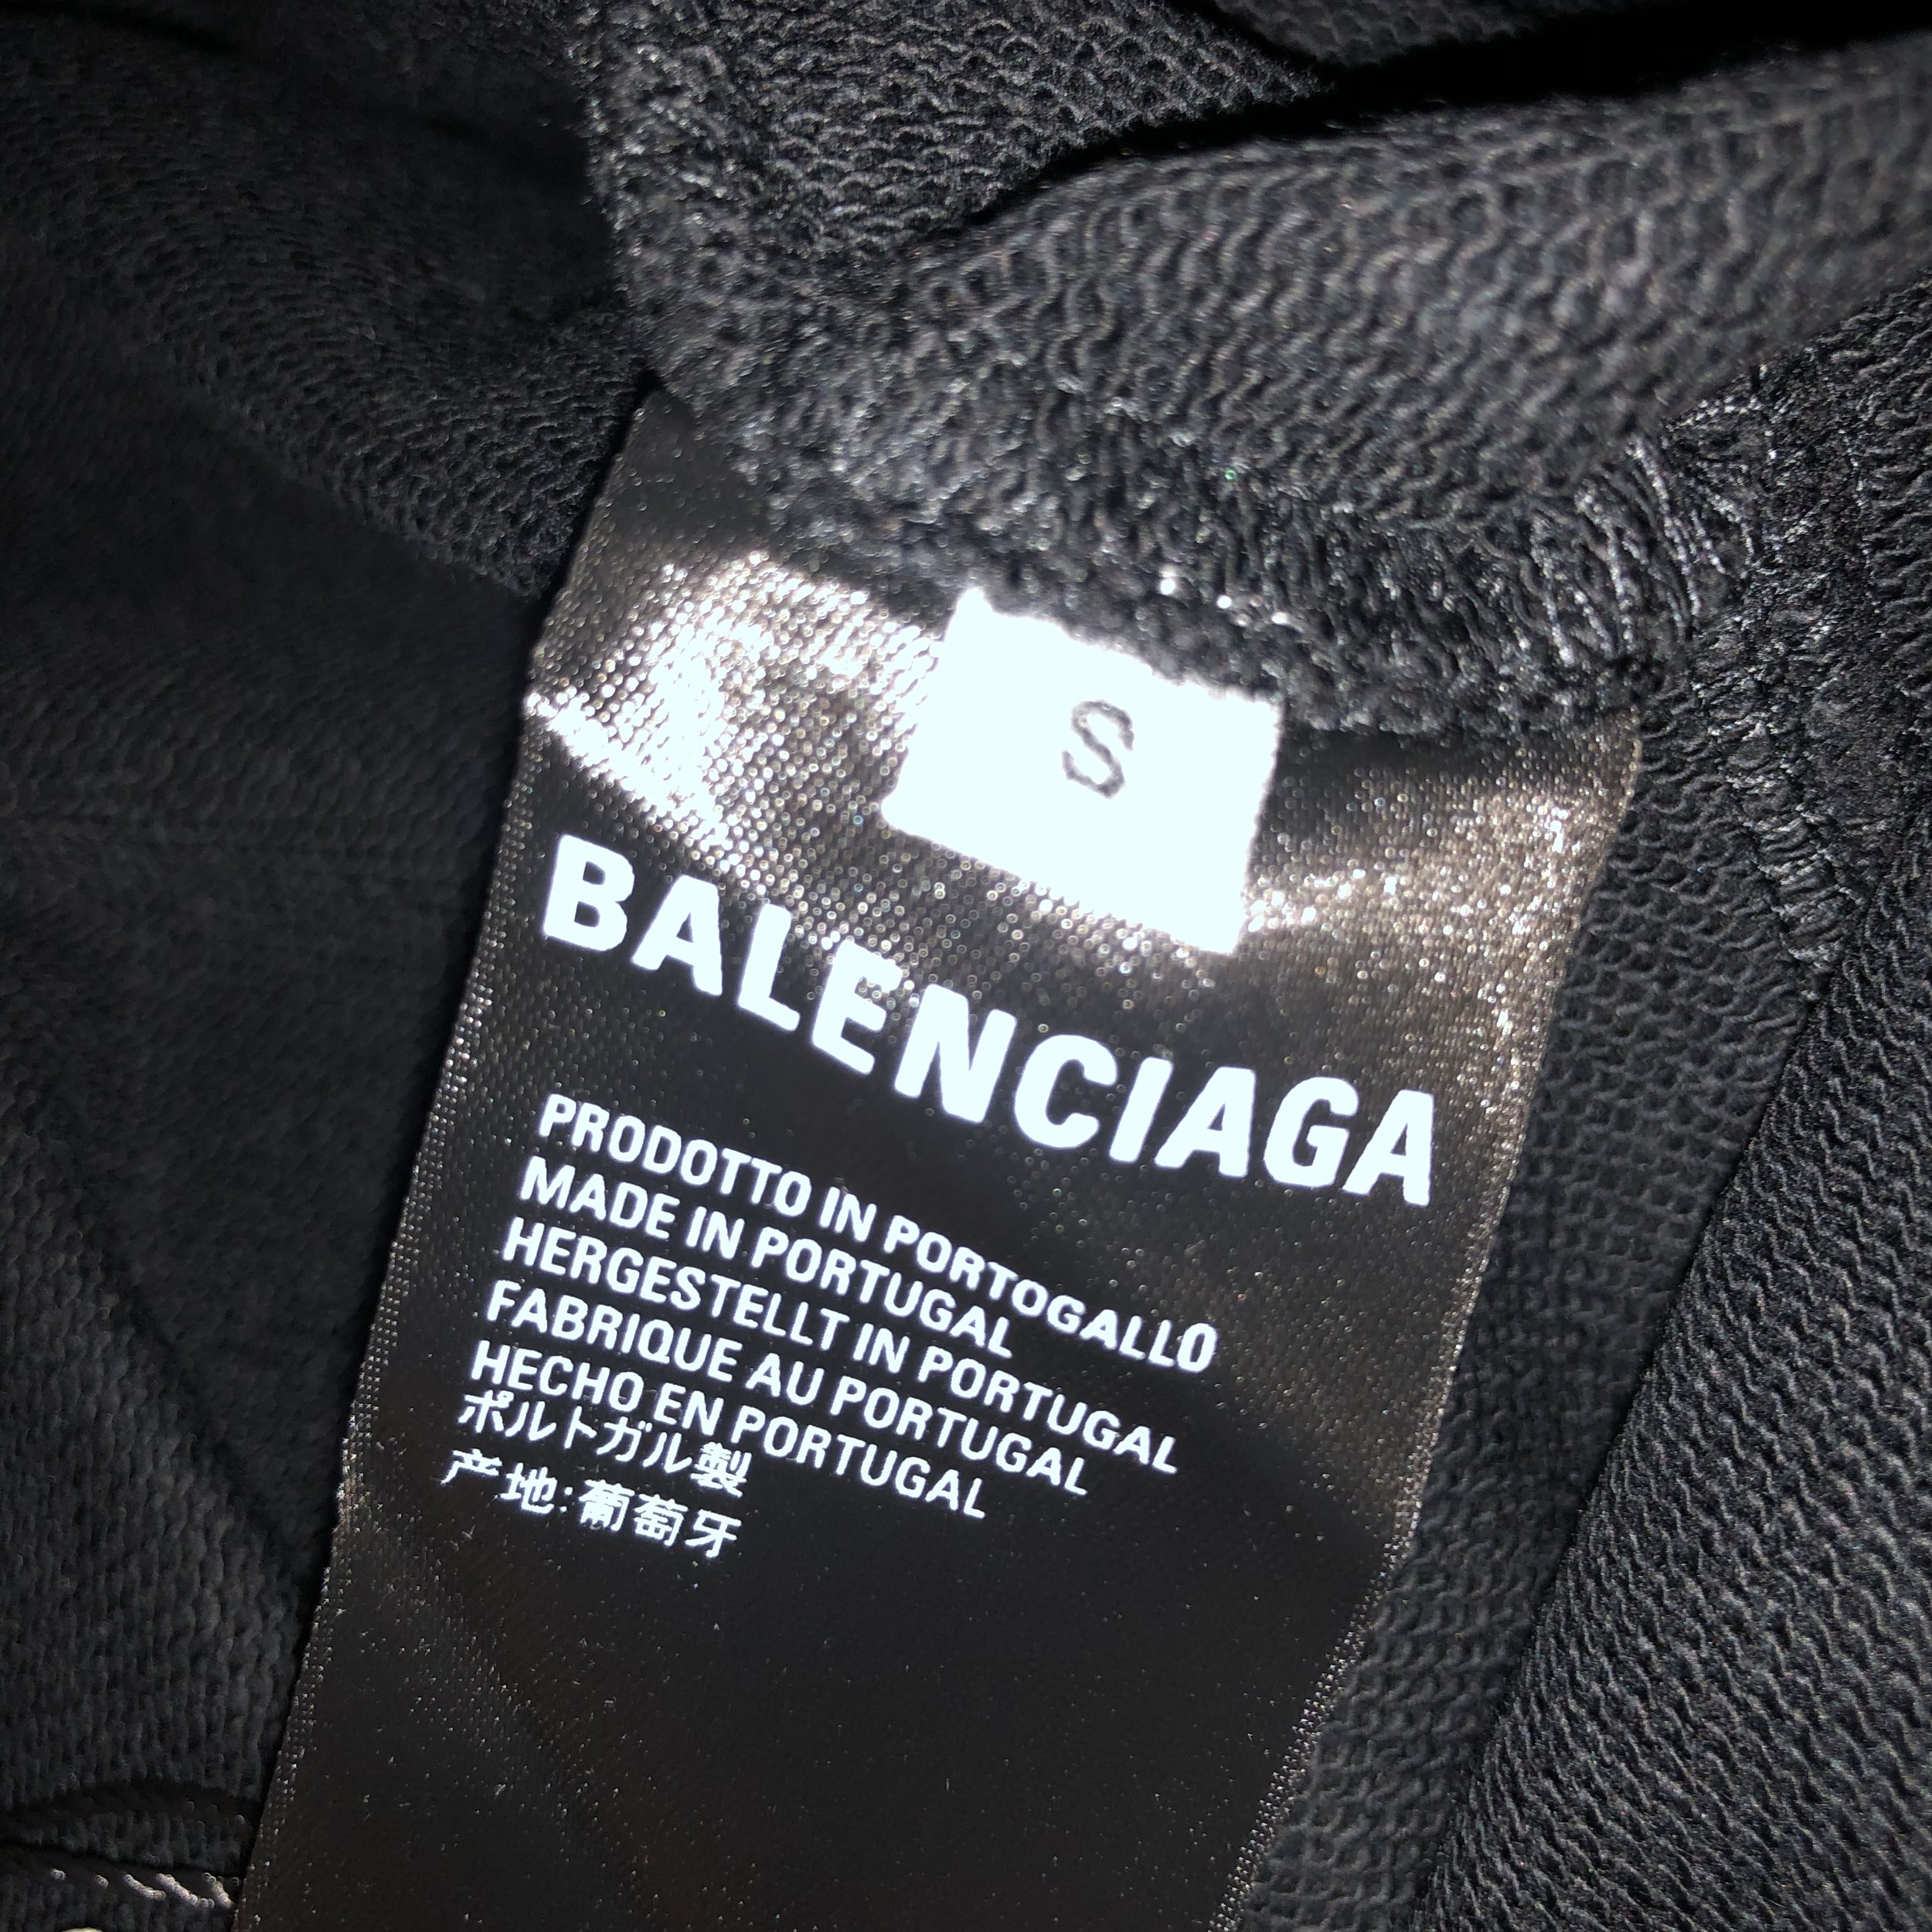 S
BALENCIAGA
PRODOTTO IN PORTOGALLO
MADE IN PORTUGAL
HERGESTELLT IN PORTUGAL
FABRIQUE AU PORTUGAL
HECHO EN PORTUGAL
ポルトガル製
产地:葡萄牙